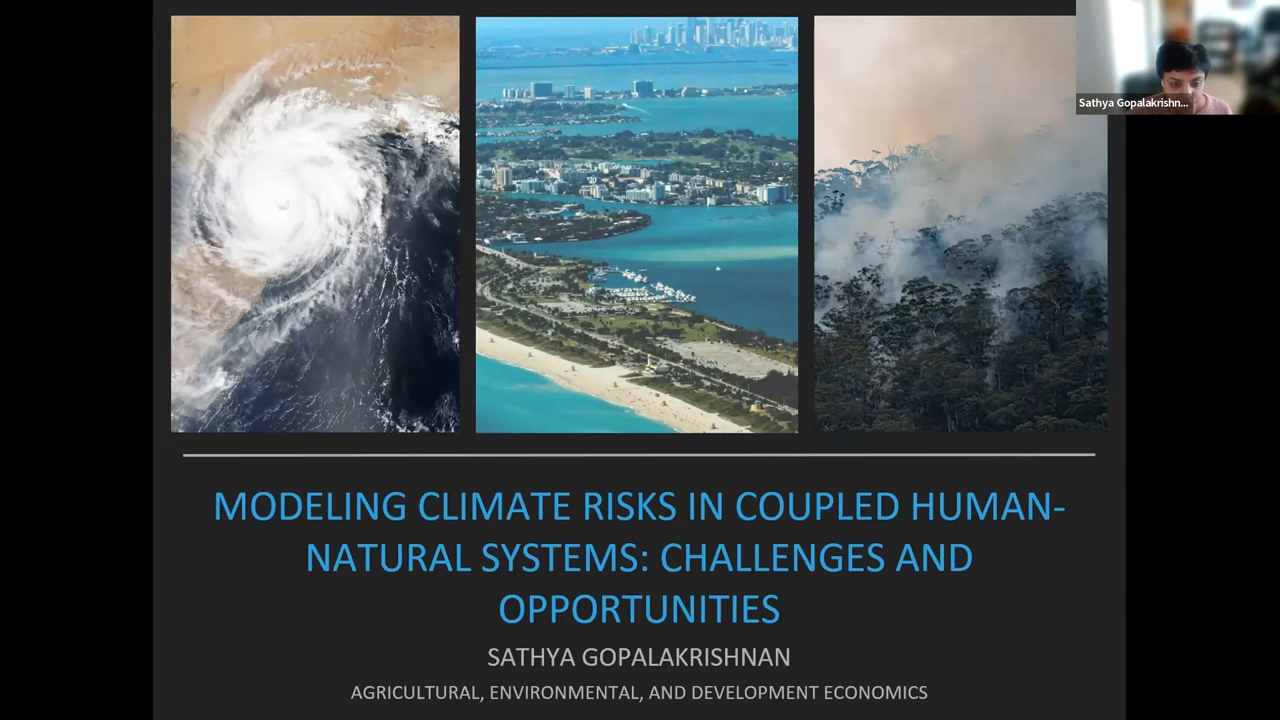 Sathya Gopalakrishn...
MODELING CLIMATE RISKS IN COUPLED HUMAN-
NATURAL SYSTEMS: CHALLENGES AND
OPPORTUNITIES
SATHYA GOPALAKRISHNAN
AGRICULTURAL, ENVIRONMENTAL, AND DEVELOPMENT ECONOMICS